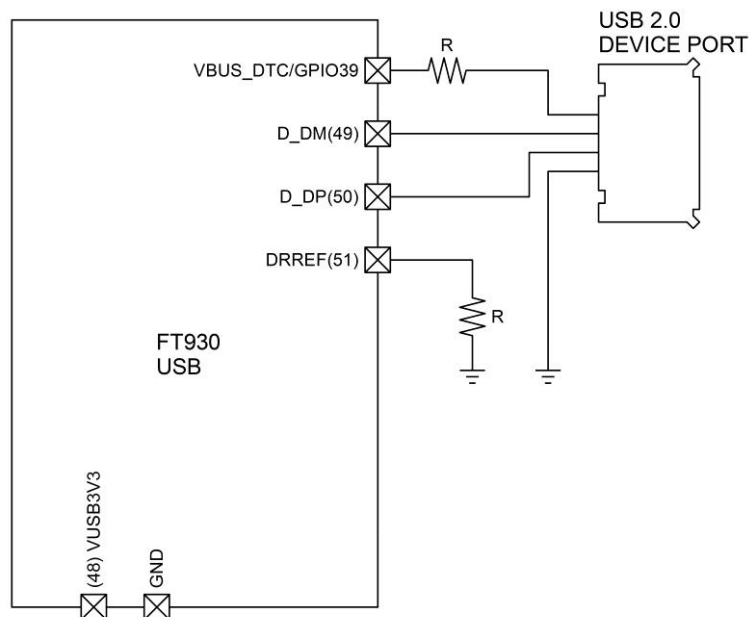 USB 2.0
DEVICE PORT
R
VBUS_DTC/GPIO39
D_DM(49)
D_DP(50)
DRREF(51)
R
FT930
USB
(48) VUSB3V3
GND